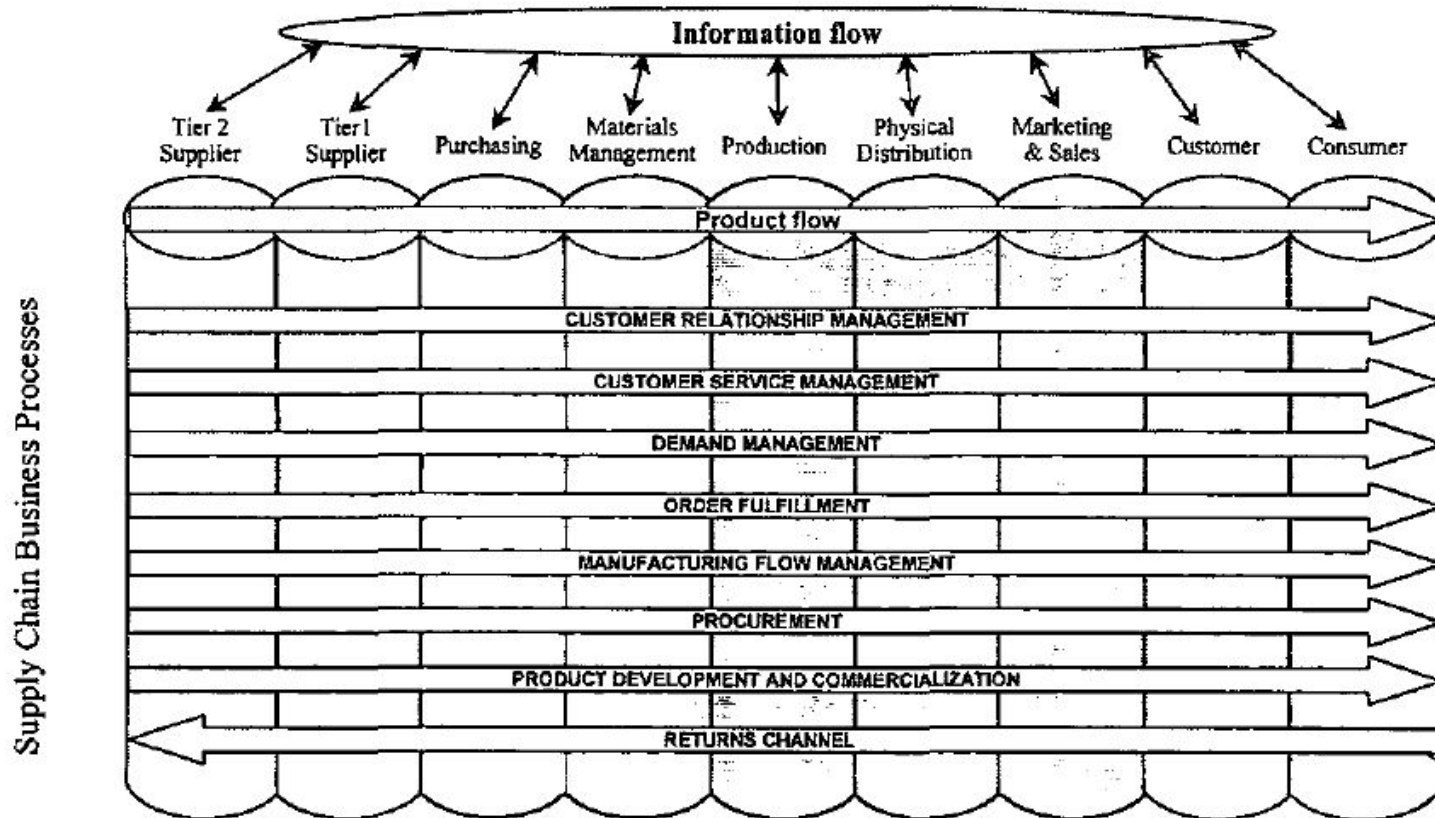 Information flow
Tier 2
Supplier
Tier1
Supplier
Purchasing
Materials
Management
Production
Physical
Distribution
Marketing
& Sales
Customer
Consumer
Product flow
CUSTOMER RELATIONSHIP MANAGEMENT
CUSTOMER SERVICE MANAGEMENT
DEMAND MANAGEMENT
ORDER FULFILLMENT
MANUFACTURING FLOW MANAGEMENT
PROCUREMENT
PRODUCT DEVELOPMENT AND COMMERCIALIZATION
RETURNS CHANNEL
Supply Chain Business Processes